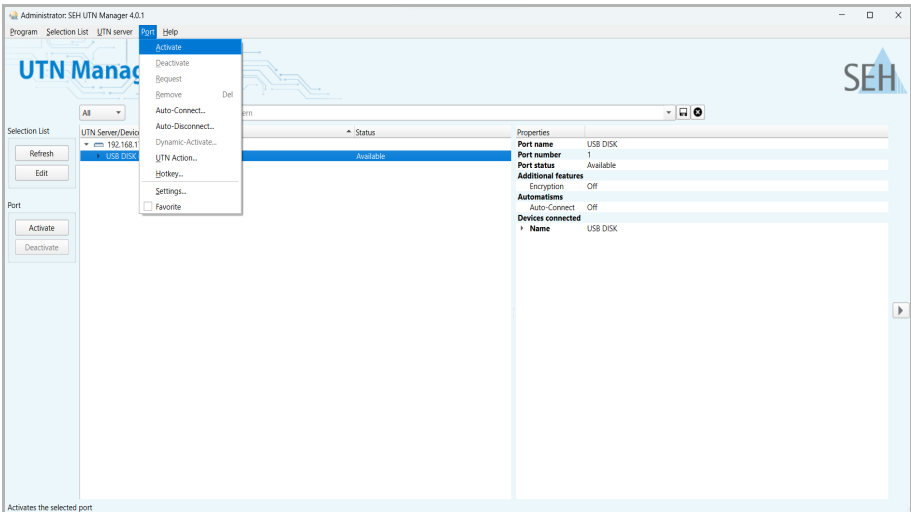 Administrator: SEH UTN Manager 4.0.1
Program Selection List UTN server Port Help
UTN Manag
SEH
Activate
Deactivate
Request
Remove Del
Auto-Connect...
Auto-Disconnect...
Dynamic-Activate...
UTN Action...
Hotkey...
Settings...
Favorite
All
ern
Selection List
Refresh
Edit
Port
Activate
Deactivate
UTN Server/Device
Status
192.168.1
USB DISK Available
Properties
Port name USB DISK
Port number 1
Port status Available
Additional features
Encryption Off
Automatisms
Auto-Connect Off
Devices connected
Name USB DISK
Activates the selected port